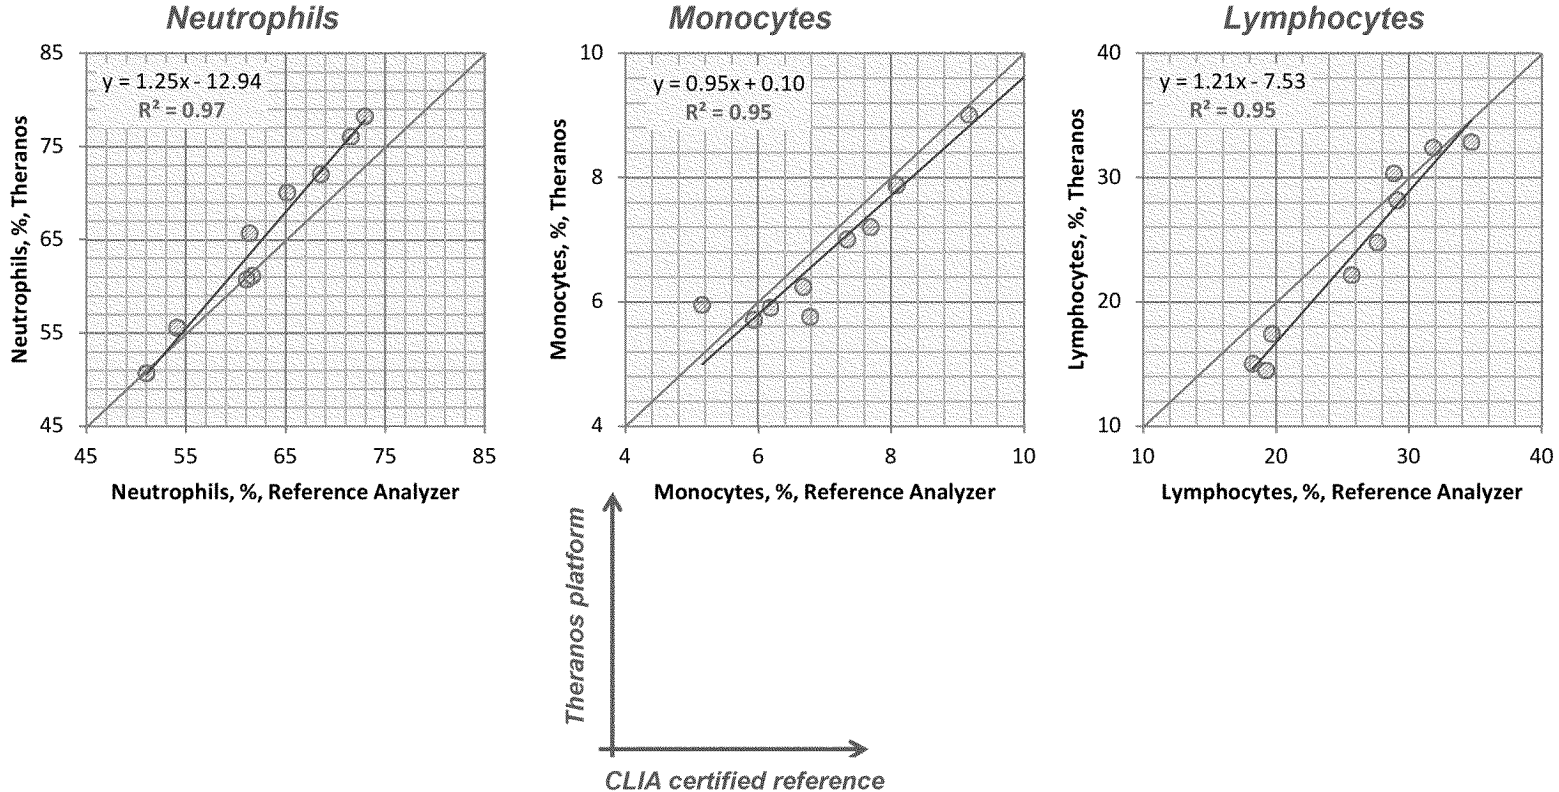 Neutrophils
85
75
65
55
45
y = 1.25x - 12.94
R² = 0.97
45 55 65 75 85
Neutrophils, %, Theranos
Neutrophils, %, Reference Analyzer
Monocytes
10
8
6
4
y = 0.95x + 0.10
R² = 0.95
4 6 8 10
Monocytes, %, Theranos
Monocytes, %, Reference Analyzer
Lymphocytes
40
30
20
10
y = 1.21x - 7.53
R² = 0.95
10 20 30 40
Lymphocytes, %, Theranos
Lymphocytes, %, Reference Analyzer
Theranos platform
CLIA certified reference